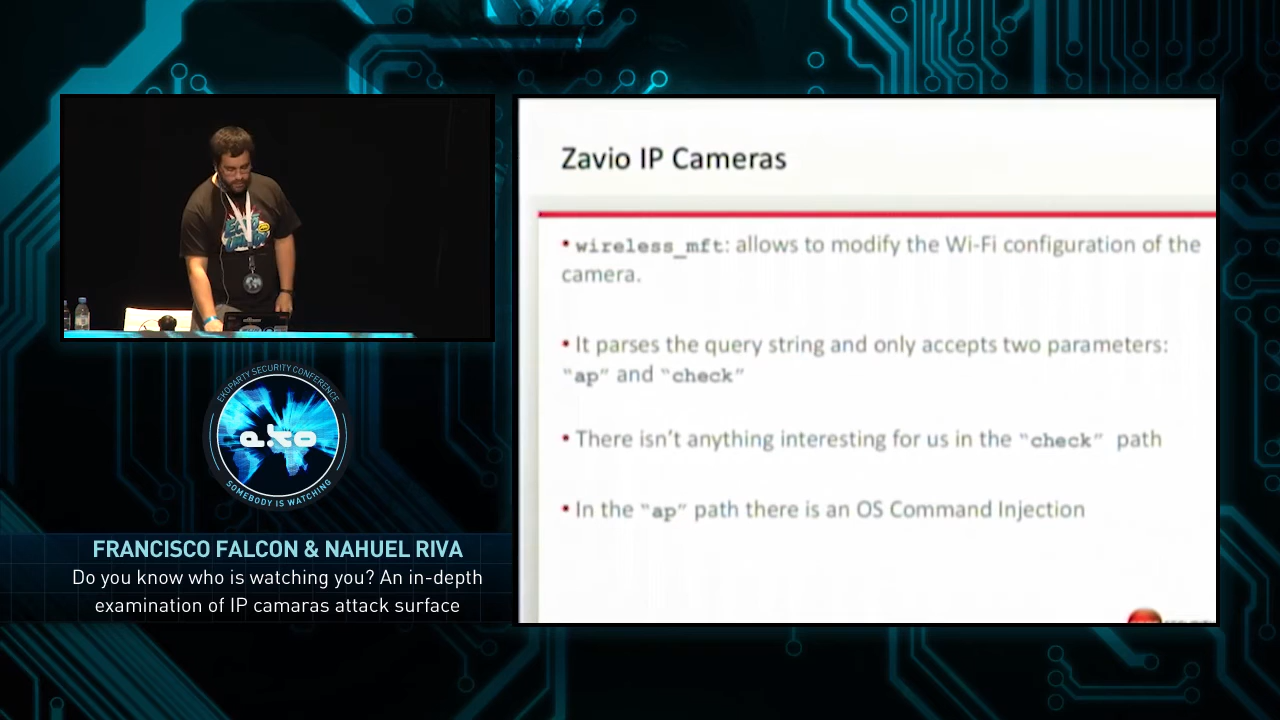 Zavio IP Cameras
• wireless_mft: allows to modify the Wi-Fi configuration of the
camera.
• It parses the query string and only accepts two parameters:
"ap" and "check"
• There isn't anything interesting for us in the "check" path
• In the "ap" path there is an OS Command Injection
EKOPARTY SECURITY CONFERENCE
eko
SOMEBODY IS WATCHING
FRANCISCO FALCON & NAHUEL RIVA
Do you know who is watching you? An in-depth
examination of IP camaras attack surface